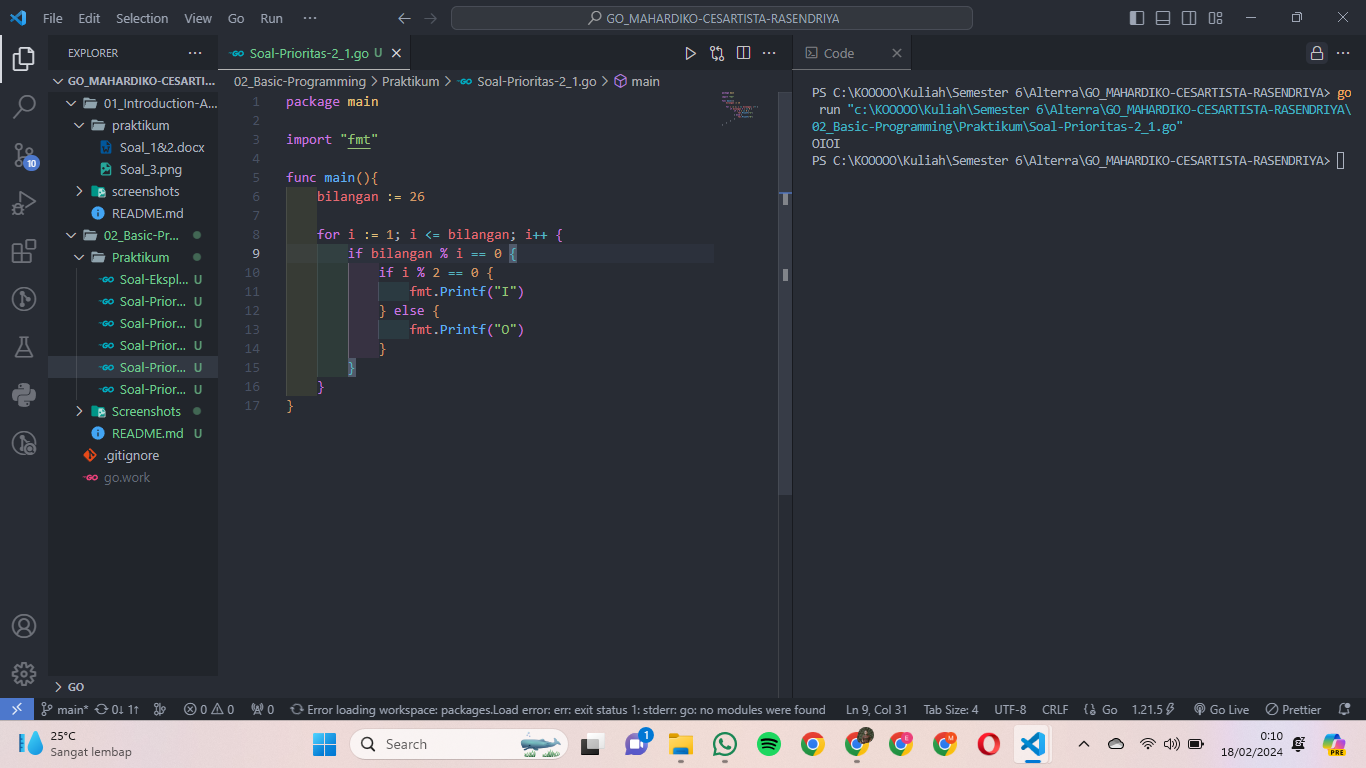 File Edit Selection View Go Run ···
GO_MAHARDIKO-CESARTISTA-RASENDRIYA
EXPLORER
GO_MAHARDIKO-CESARTI...
01_Introduction-A...
praktikum
Soal_1&2.docx
Soal_3.png
screenshots
README.md
02_Basic-Pr...
Praktikum
Soal-Ekspl... U
Soal-Prior... U
Soal-Prior... U
Soal-Prior... U
Soal-Prior... U
Soal-Prior... U
Screenshots
README.md U
.gitignore
go.work
GO
10
Soal-Prioritas-2_1.go U
02_Basic-Programming > Praktikum > Soal-Prioritas-2_1.go > main
1 package main
2
3 import "fmt"
4
5 func main(){
6 bilangan := 26
7
8 for i := 1; i <= bilangan; i++ {
9 if bilangan % i == 0 {
10 if i % 2 == 0 {
11 fmt.Printf("I")
12 } else {
13 fmt.Printf("O")
14 }
15 }
16 }
17 }
Code
PS C:\KOOOOO\Kuliah\Semester 6\Alterra\GO_MAHARDIKO-CESARTISTA-RASENDRIYA> go
run "c:\KOOOOO\Kuliah\Semester 6\Alterra\GO_MAHARDIKO-CESARTISTA-RASENDRIYA\
02_Basic-Programming\Praktikum\Soal-Prioritas-2_1.go"
OIOI
PS C:\KOOOOO\Kuliah\Semester 6\Alterra\GO_MAHARDIKO-CESARTISTA-RASENDRIYA>
main* 0↓ 1↑ 0 0 0 Error loading workspace: packages.Load error: err: exit status 1: stderr: go: no modules were found Ln 9, Col 31 Tab Size: 4 UTF-8 CRLF {} Go 1.21.5 Go Live Prettier
25°C
Sangat lembap
Search
1
0:10
18/02/2024
PRE